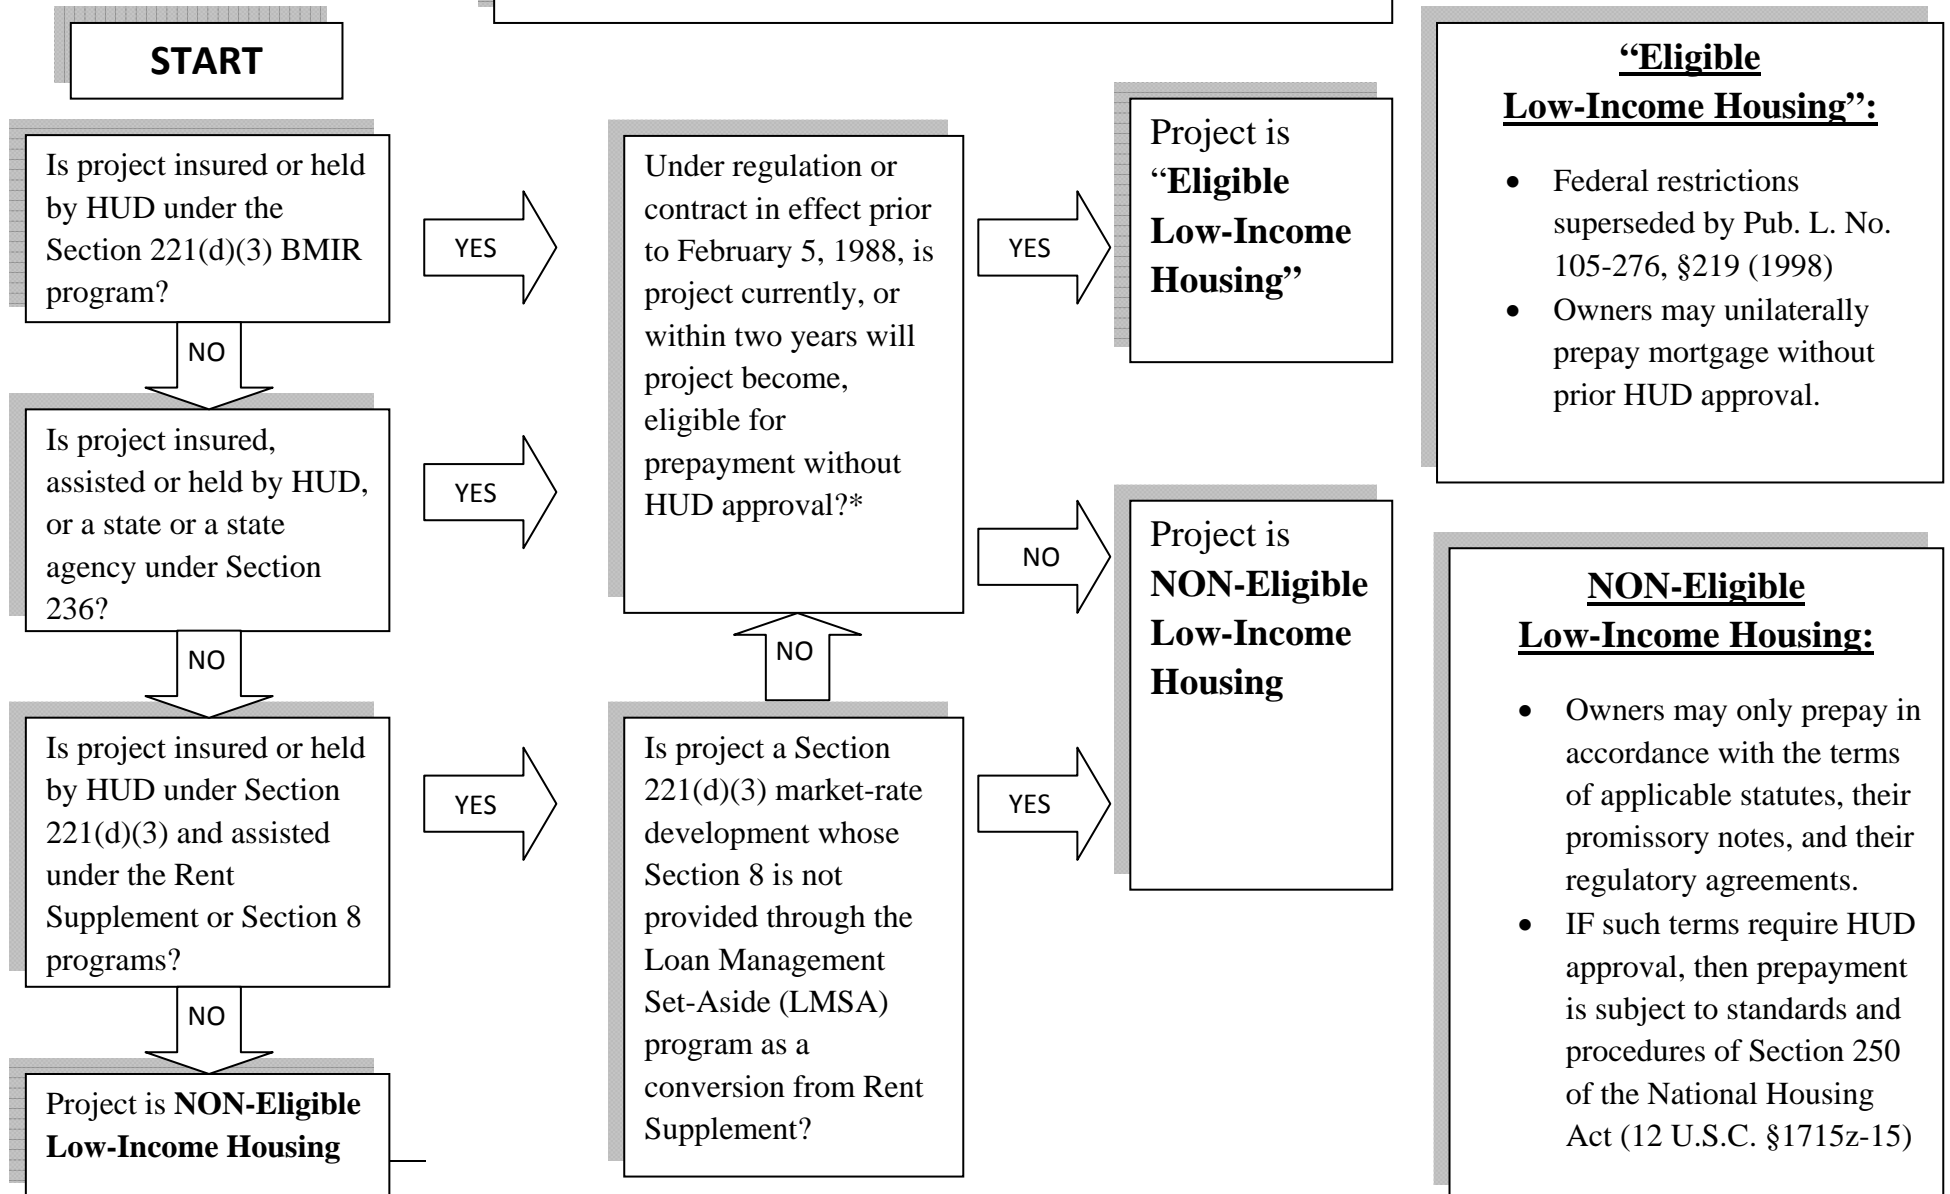 START
Is project insured or held
by HUD under the
Section 221(d)(3) BMIR
program?
YES
NO
Is project insured,
assisted or held by HUD,
or a state or a state
agency under Section
236?
YES
NO
Is project insured or held
by HUD under Section
221(d)(3) and assisted
under the Rent
Supplement or Section 8
programs?
YES
NO
Project is NON-Eligible
Low-Income Housing
Under regulation or
contract in effect prior
to February 5, 1988, is
project currently, or
within two years will
project become,
eligible for
prepayment without
HUD approval?*
YES
NO
NO
Is project a Section
221(d)(3) market-rate
development whose
Section 8 is not
provided through the
Loan Management
Set-Aside (LMSA)
program as a
conversion from Rent
Supplement?
YES
Project is
“Eligible
Low-Income
Housing”
Project is
NON-Eligible
Low-Income
Housing
“Eligible
Low-Income Housing”:
• Federal restrictions
superseded by Pub. L. No.
105-276, §219 (1998)
• Owners may unilaterally
prepay mortgage without
prior HUD approval.
NON-Eligible
Low-Income Housing:
• Owners may only prepay in
accordance with the terms
of applicable statutes, their
promissory notes, and their
regulatory agreements.
• IF such terms require HUD
approval, then prepayment
is subject to standards and
procedures of Section 250
of the National Housing
Act (12 U.S.C. §1715z-15)